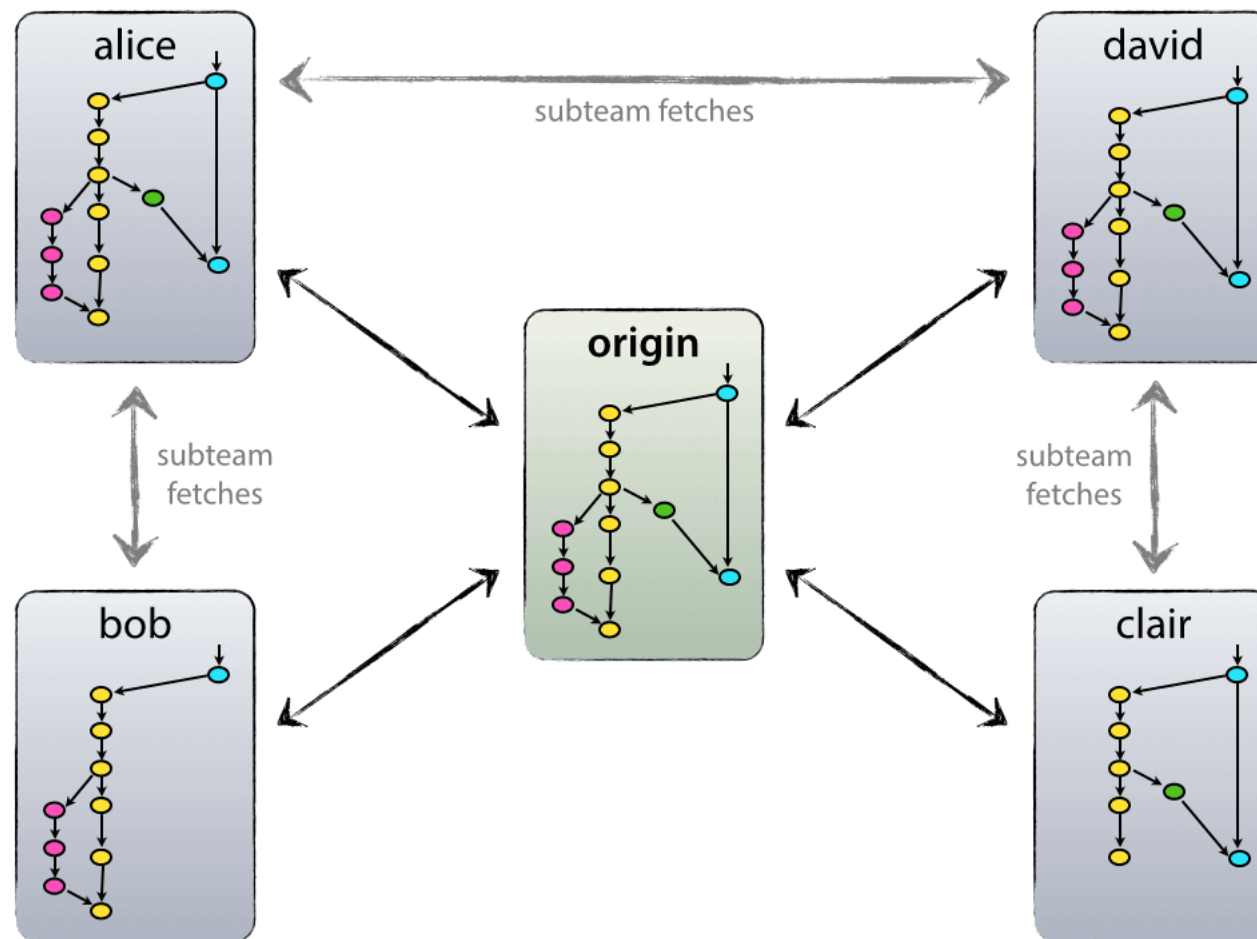 alice
david
subteam fetches
origin
subteam
fetches
subteam
fetches
bob
clair